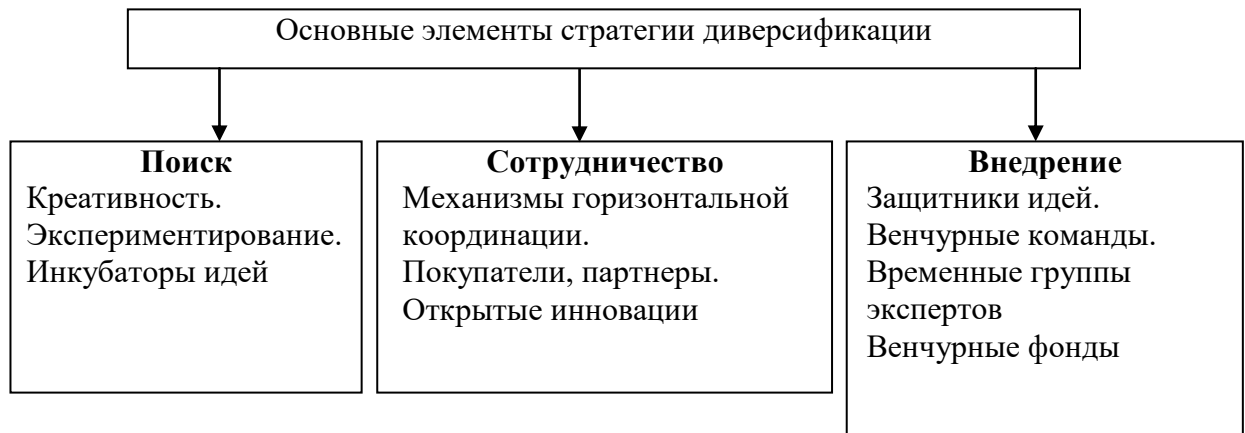 Основные элементы стратегии диверсификации
Поиск
Креативность.
Экспериментирование.
Инкубаторы идей
Сотрудничество
Механизмы горизонтальной
координации.
Покупатели, партнеры.
Открытые инновации
Внедрение
Защитники идей.
Венчурные команды.
Временные группы
экспертов
Венчурные фонды